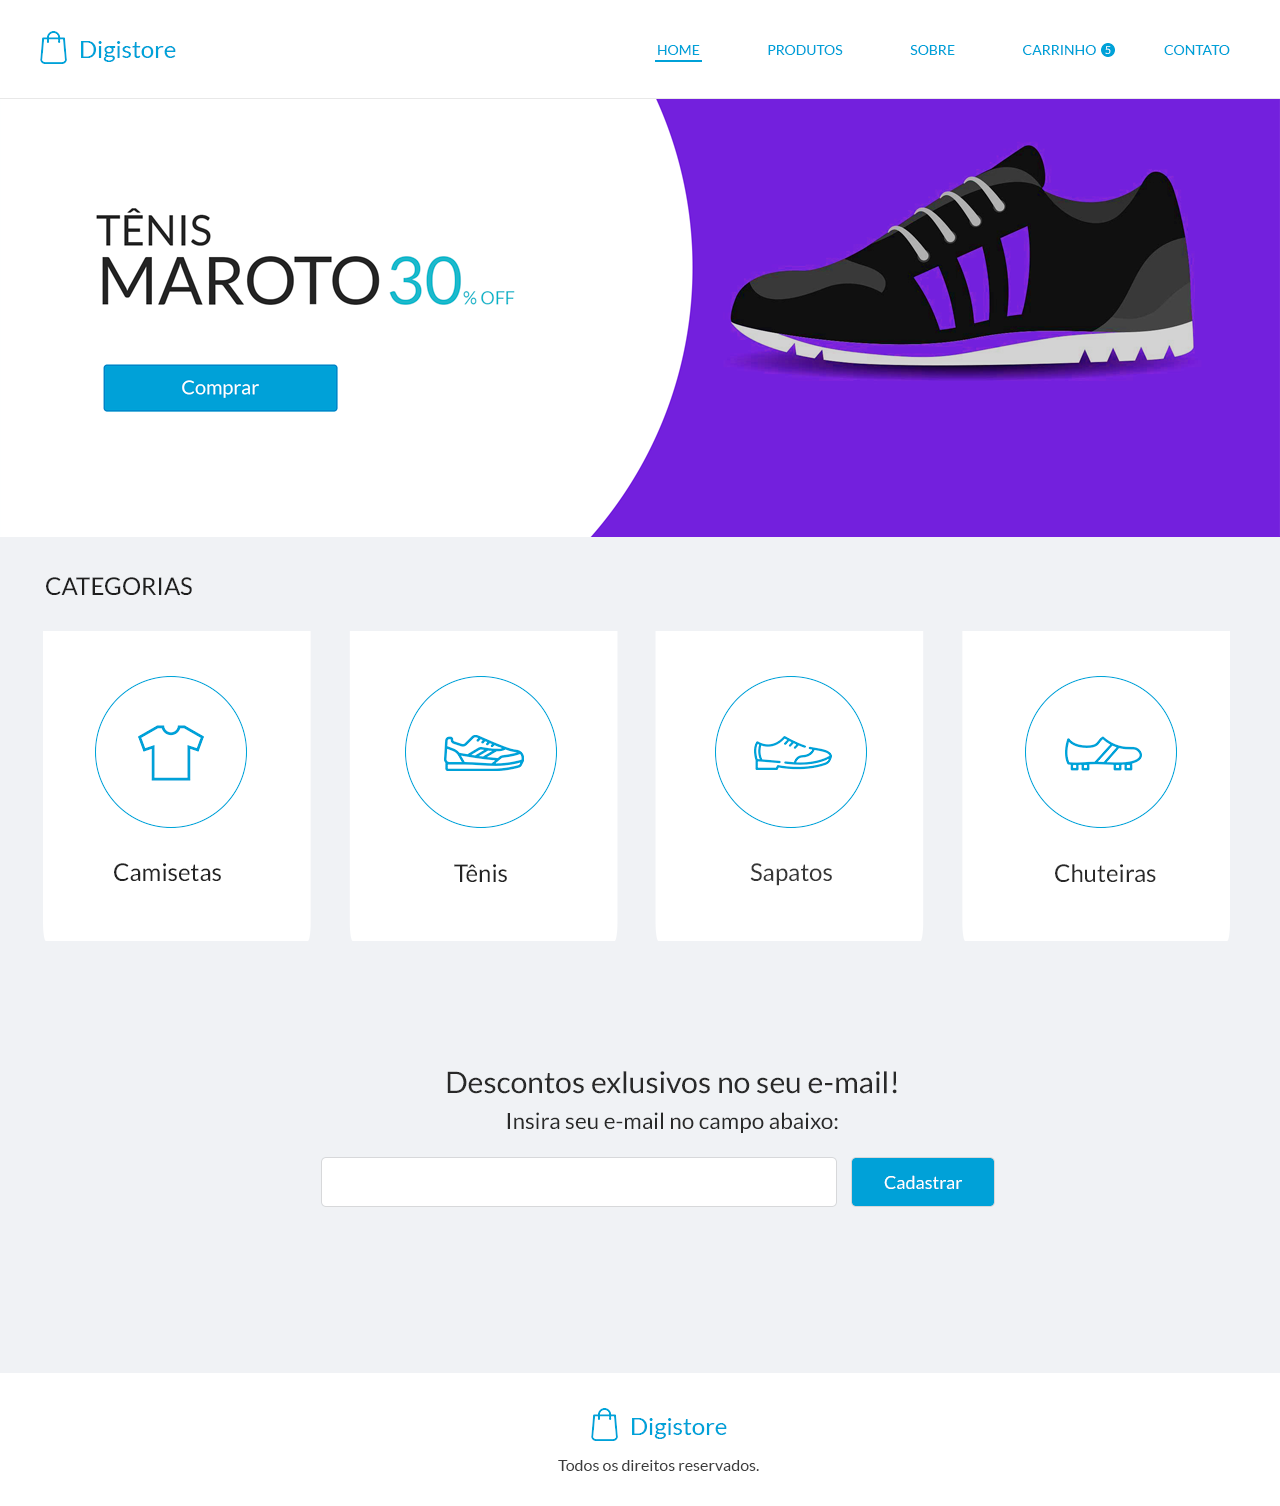 Digistore
HOME PRODUTOS SOBRE CARRINHO 5 CONTATO
TÊNIS
MAROTO 30% OFF
Comprar
CATEGORIAS
Camisetas
Tênis
Sapatos
Chuteiras
Descontos exlusivos no seu e-mail!
Insira seu e-mail no campo abaixo:
Cadastrar
Digistore
Todos os direitos reservados.